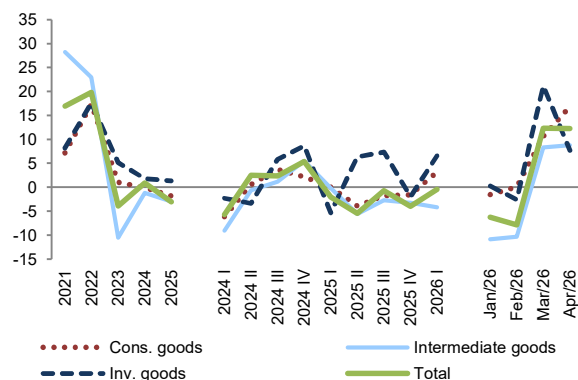 35
30
25
20
15
10
5
0
-5
-10
-15
2021
2022
2023
2024
2025
2024 I
2024 II
2024 III
2024 IV
2025 I
2025 II
2025 III
2025 IV
2026 I
Jan/26
Feb/26
Mar/26
Apr/26
Cons. goods
Intermediate goods
Inv. goods
Total